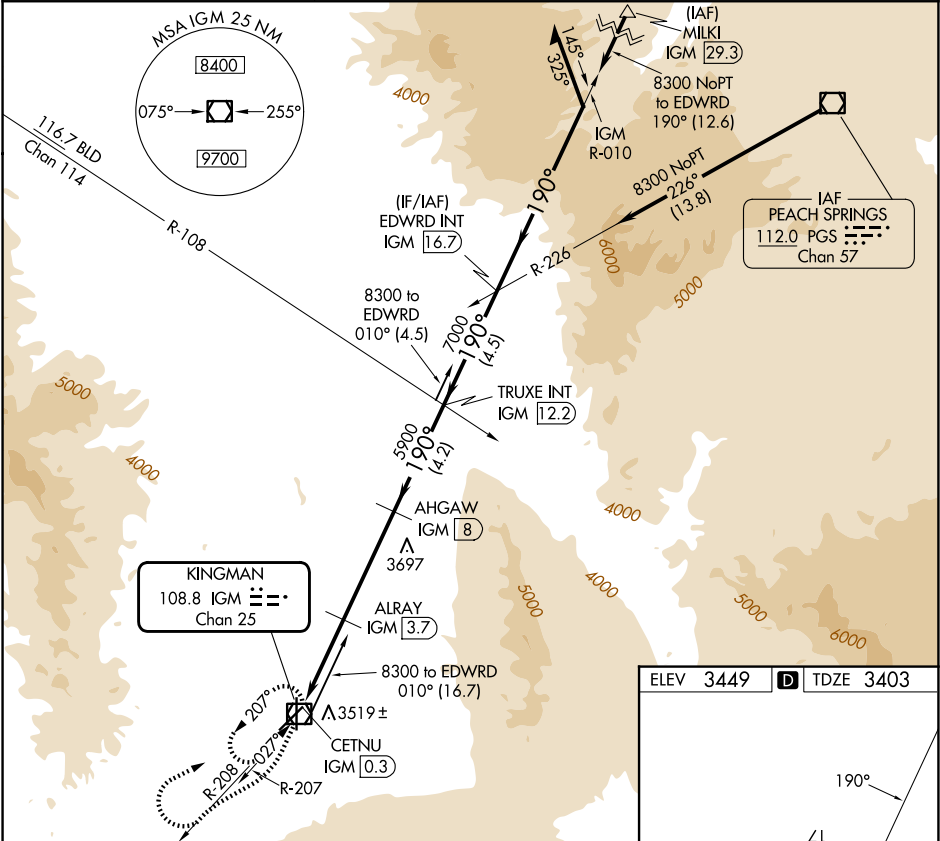 MSA IGM 25 NM
8400
075°
255°
9700
116.7 BLD
Chan 114
R-108
4000
145°
325°
(IAF)
MILKI
IGM 29.3
8300 NoPT
to EDWRD
190° (12.6)
IGM
R-010
190°
8300 NoPT
226°
(13.8)
IAF
PEACH SPRINGS
112.0 PGS
Chan 57
(IF/IAF)
EDWRD INT
IGM 16.7
R-226
6000
5000
8300 to
EDWRD
010° (4.5)
7000
190°
(4.5)
TRUXE INT
IGM 12.2
5000
5900
190°
(4.2)
4000
AHGAW
IGM 8
4000
3697
KINGMAN
108.8 IGM
Chan 25
ALRAY
IGM 3.7
5000
4000
5000
6000
8300 to EDWRD
010° (16.7)
ELEV 3449 D TDZE 3403
207°
3519±
027°
CETNU
IGM 0.3
R-208
R-207
190°